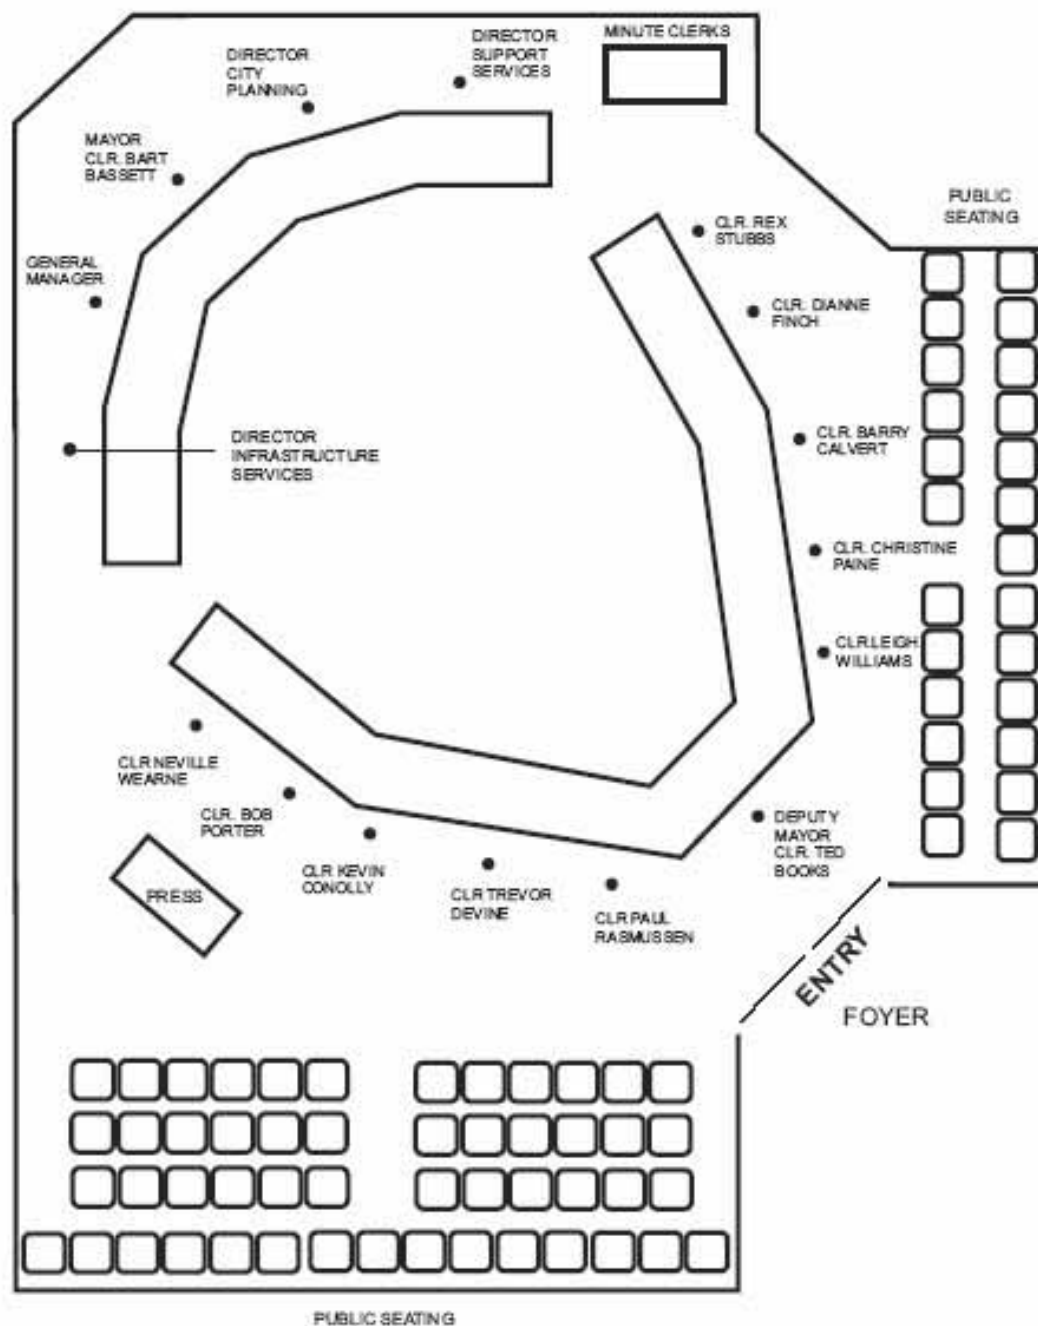 MINUTE CLERKS
DIRECTOR
SUPPORT
SERVICES
DIRECTOR
CITY
PLANNING
MAYOR
CLR. BART
BASSETT
PUBLIC
SEATING
CLR. REX
STUBBS
GENERAL
MANAGER
CLR. DIANNE
FINCH
DIRECTOR
INFRASTRUCTURE
SERVICES
CLR. BARRY
CALVERT
CLR. CHRISTINE
PAINE
CLR.LEIGH
WILLIAMS
CLR NEVILLE
WEARNE
CLR. BOB
PORTER
DEPUTY
MAYOR
CLR. TED
BOOKS
CLR KEVIN
CONOLLY
PRESS
CLR TREVOR
DEVINE
CLR PAUL
RASMUSSEN
ENTRY
FOYER
PUBLIC SEATING